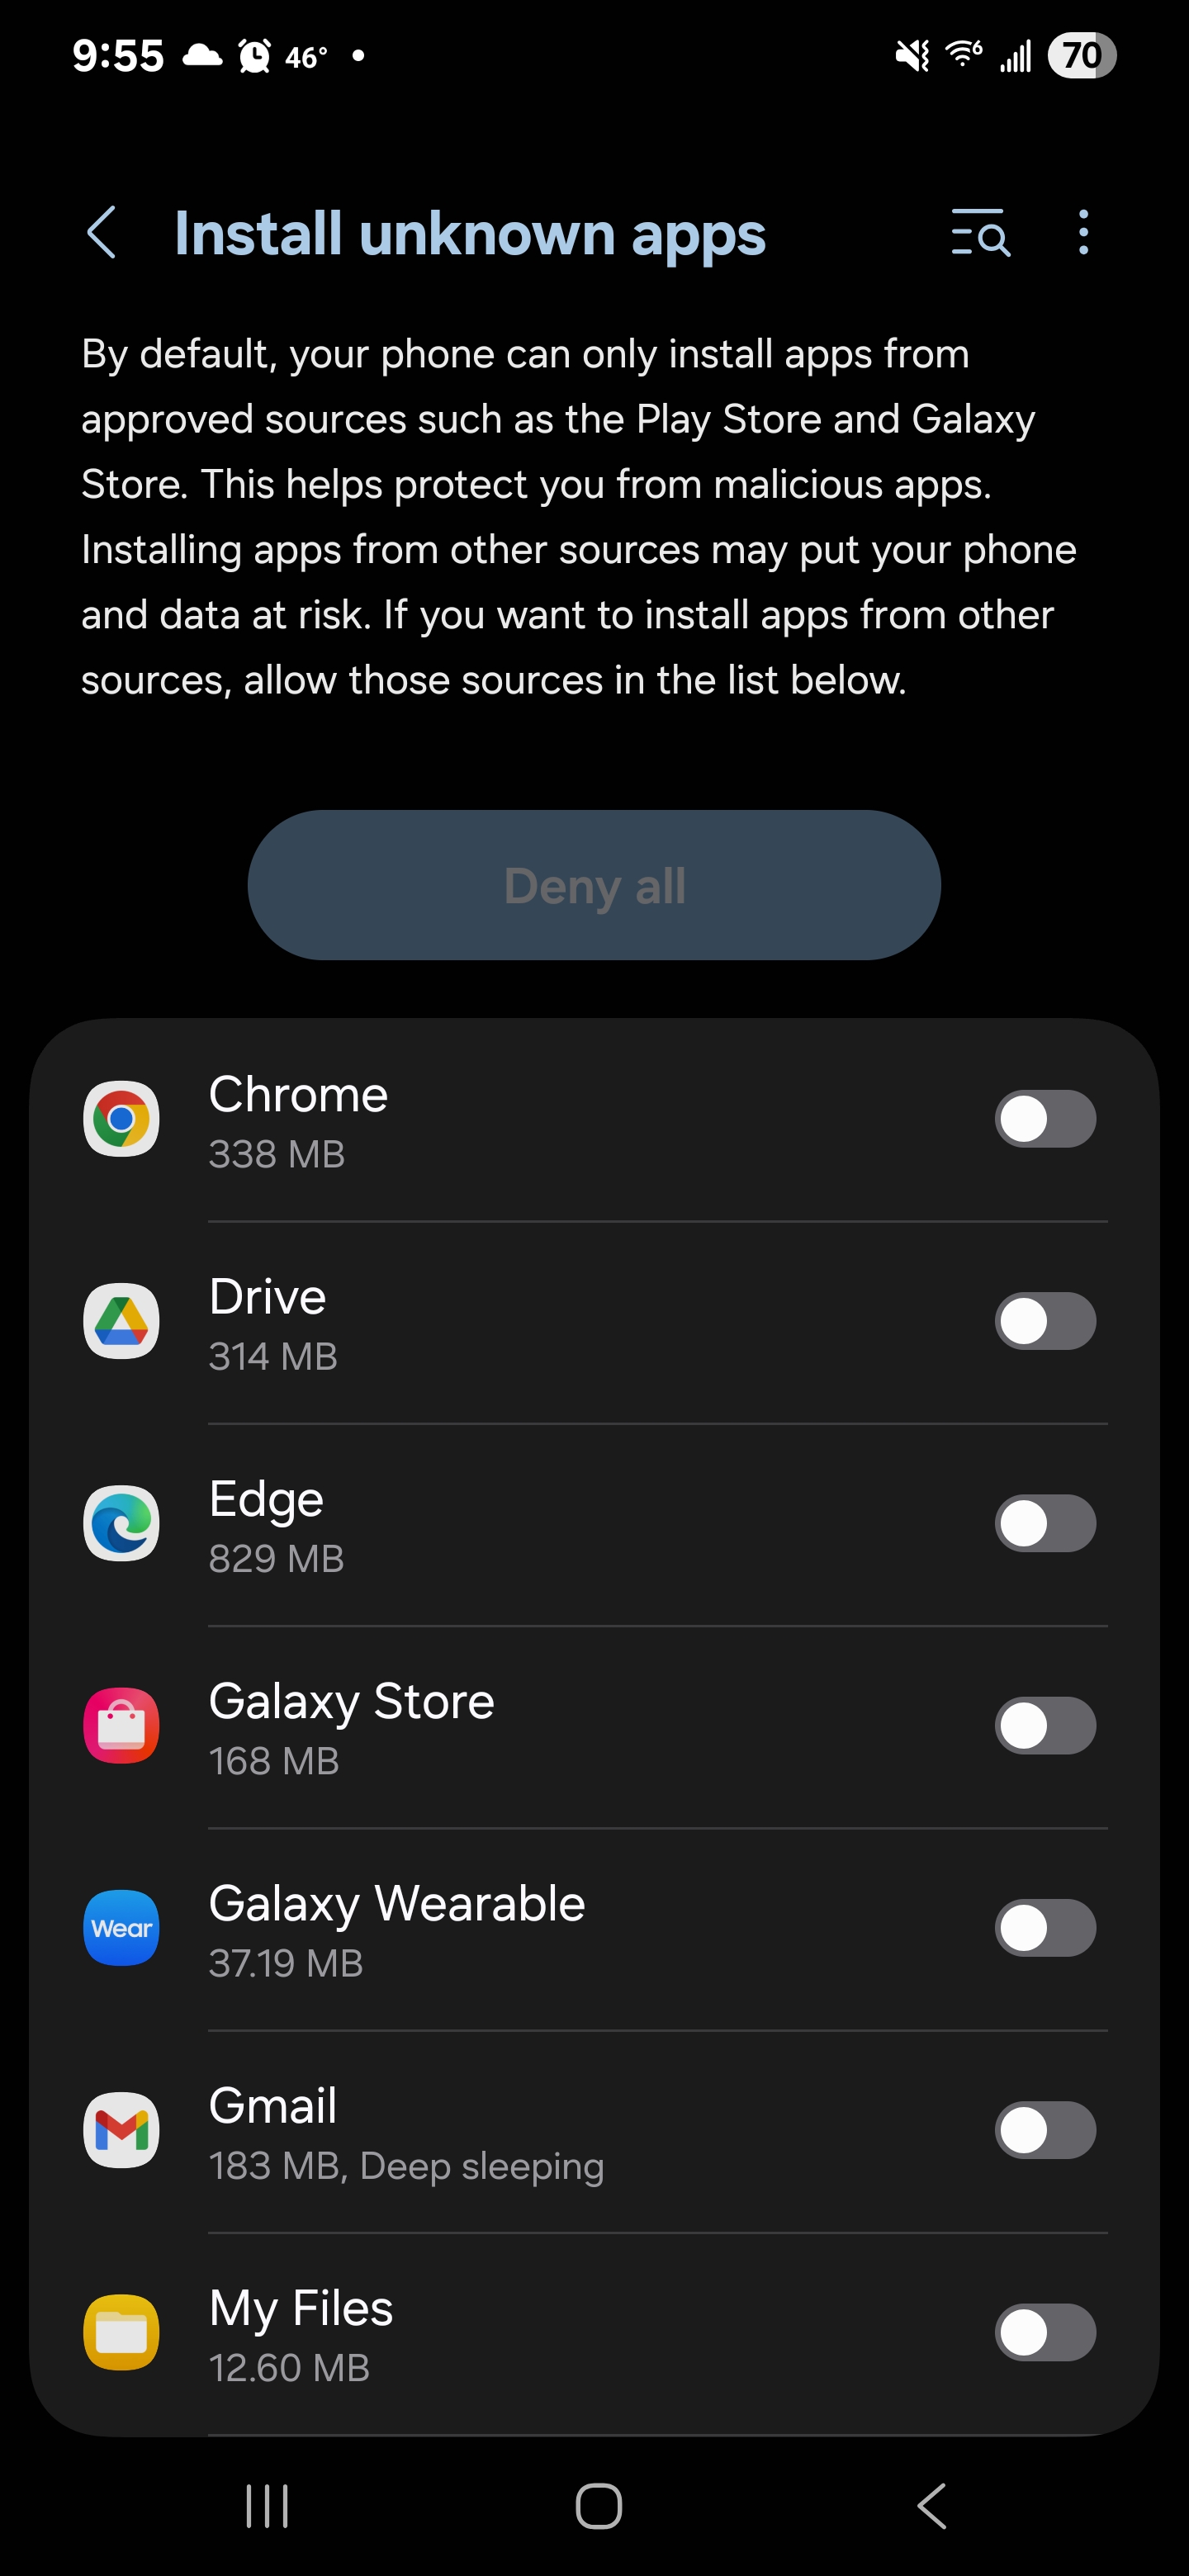 9:55 46°
6 70
Install unknown apps
By default, your phone can only install apps from
approved sources such as the Play Store and Galaxy
Store. This helps protect you from malicious apps.
Installing apps from other sources may put your phone
and data at risk. If you want to install apps from other
sources, allow those sources in the list below.
Deny all
Chrome
338 MB
Drive
314 MB
Edge
829 MB
Galaxy Store
168 MB
Wear
Galaxy Wearable
37.19 MB
Gmail
183 MB, Deep sleeping
My Files
12.60 MB